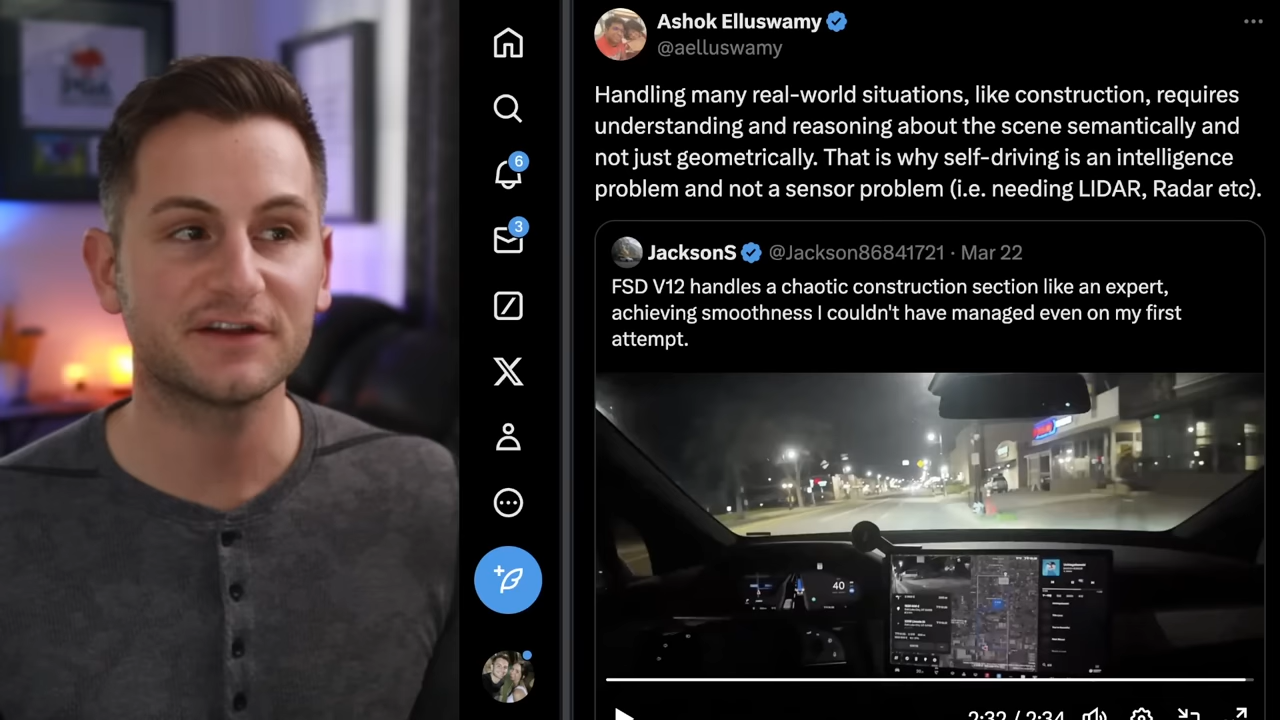 Ashok Elluswamy
@aelluswamy
Handling many real-world situations, like construction, requires
understanding and reasoning about the scene semantically and
not just geometrically. That is why self-driving is an intelligence
problem and not a sensor problem (i.e. needing LIDAR, Radar etc).
6
3
JacksonS @Jackson86841721 · Mar 22
FSD V12 handles a chaotic construction section like an expert,
achieving smoothness I couldn't have managed even on my first
attempt.
40
2:32 / 2:34